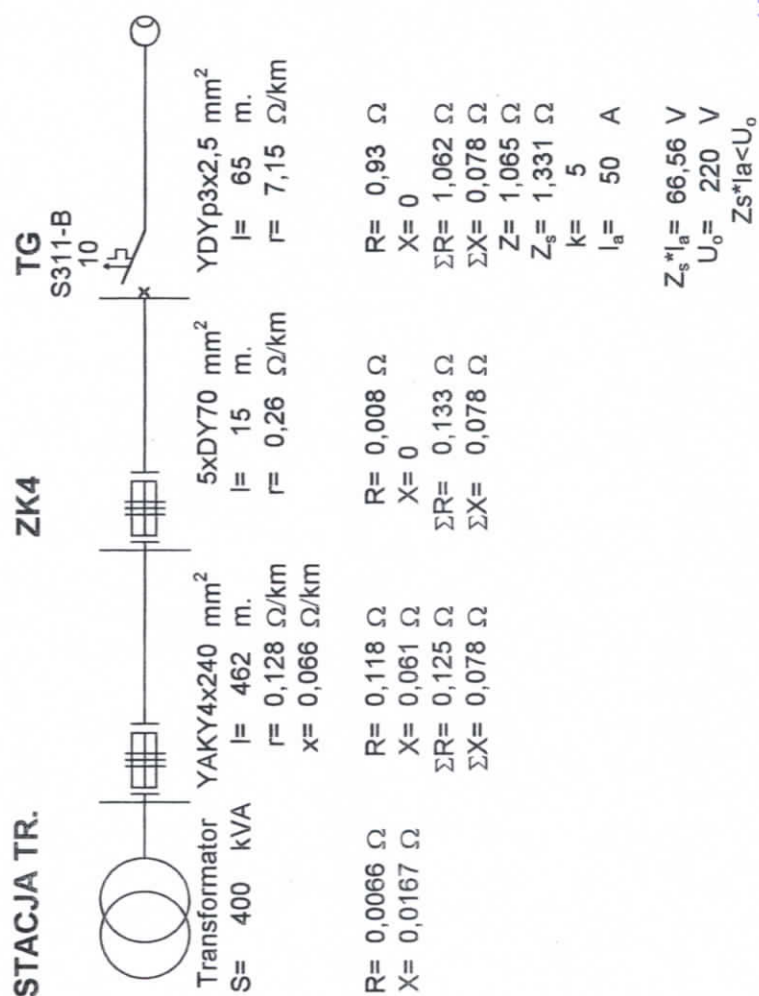 STACJA TR.
ZK4
TG
S311-B
10
Transformator
S= 400 kVA
R= 0,0066 Ω
X= 0,0167 Ω
YAKY4x240 mm²
l= 462 m.
r= 0,128 Ω/km
x= 0,066 Ω/km
R= 0,118 Ω
X= 0,061 Ω
ΣR= 0,125 Ω
ΣX= 0,078 Ω
5xDY70 mm²
l= 15 m.
r= 0,26 Ω/km
R= 0,008 Ω
X= 0
ΣR= 0,133 Ω
ΣX= 0,078 Ω
YDYp3x2,5 mm²
l= 65 m.
r= 7,15 Ω/km
R= 0,93 Ω
X= 0
ΣR= 1,062 Ω
ΣX= 0,078 Ω
Z= 1,065 Ω
Zₛ= 1,331 Ω
k= 5
Iₐ= 50 A
Zₛ*Iₐ= 66,56 V
Uₒ= 220 V
Zs*Ia<Uₒ